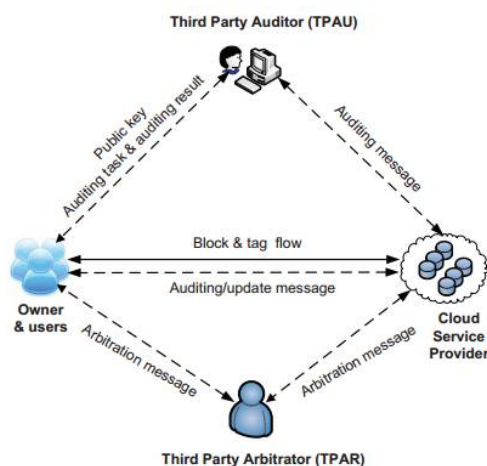 Third Party Auditor (TPAU)
Public key
Auditing task & auditing result
Auditing message
Block & tag flow
Auditing/update message
Owner
& users
Cloud
Service
Provider
Arbitration message
Arbitration message
Third Party Arbitrator (TPAR)